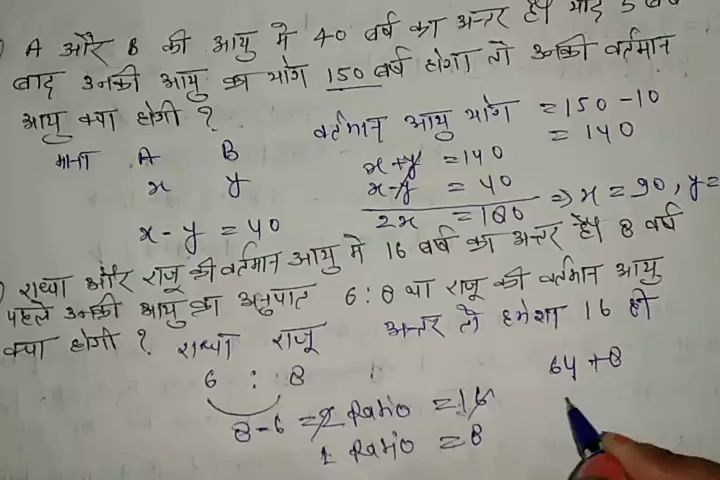 A और B की आयु मे 40 वर्ष का अन्तर है। यदि 5 वर्ष
बाद उनकी आयु का योग 150 वर्ष होगा तो उनकी वर्तमान
आयु क्या होगी ?
वर्तमान आयु योग = 150 - 10
= 140
माना A B
x y
x - y = 40
x + y = 140
x - y = 40
2x = 180 => x = 90, y =
राधा और राजू की वर्तमान आयु मे 16 वर्ष का अन्तर है। 8 वर्ष
पहले उनकी आयु का अनुपात 6 : 8 था राजू की वर्तमान आयु
क्या होगी ?
राधा राजू
6 : 8
अन्तर तो हमेशा 16 ही
8 - 6 = 2 Ratio = 16
1 Ratio = 8
64 + 8